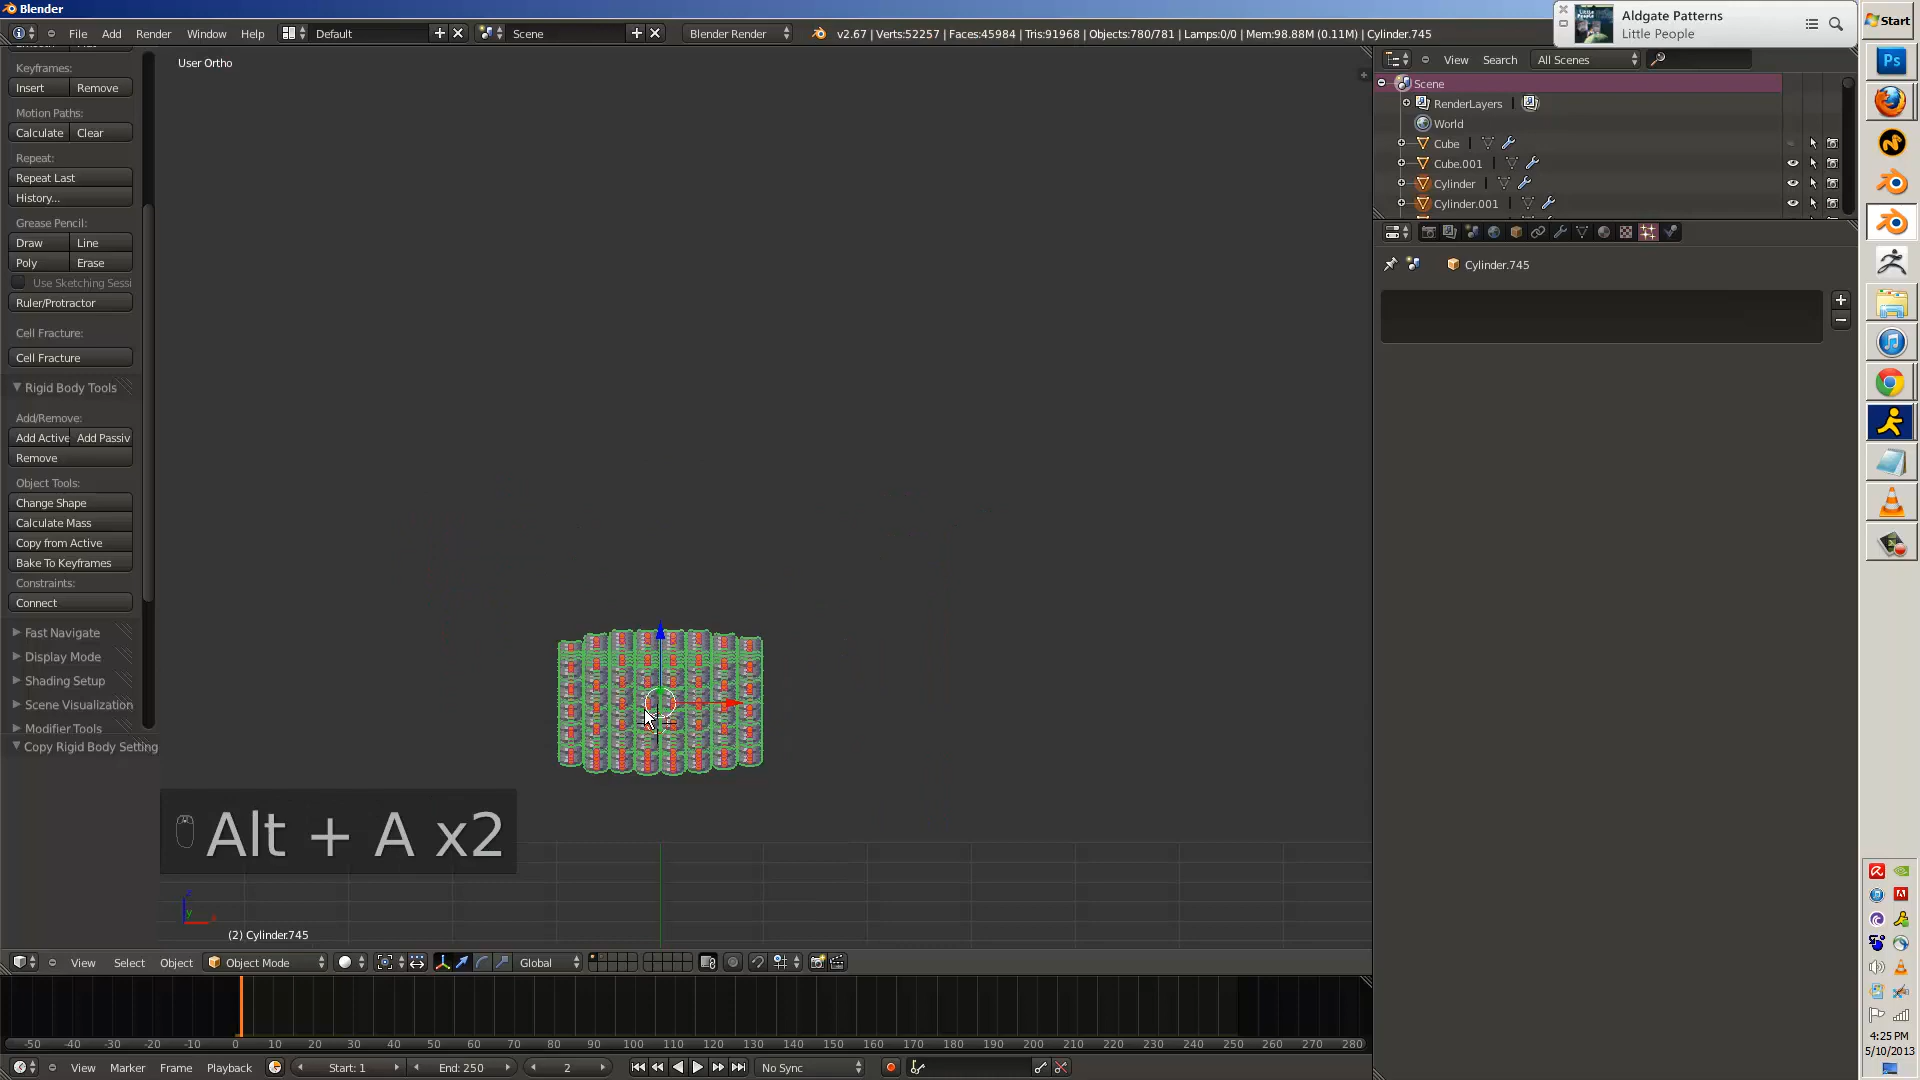 Blender
File Add Render Window Help Default Scene Blender Render v2.67 | Verts:52257 | Faces:45984 | Tris:91968 | Objects:780/781 | Lamps:0/0 | Mem:98.88M (0.11M) | Cylinder.745
Aldgate Patterns
Little People
Start
User Ortho
View Search All Scenes
Scene
RenderLayers
World
Cube
Cube.001
Cylinder
Cylinder.001
Cylinder.745
Keyframes:
Insert Remove
Motion Paths:
Calculate Clear
Repeat:
Repeat Last
History...
Grease Pencil:
Draw Line
Poly Erase
Use Sketching Sessi
Ruler/Protractor
Cell Fracture:
Cell Fracture
Rigid Body Tools
Add/Remove:
Add Active Add Passiv
Remove
Object Tools:
Change Shape
Calculate Mass
Copy from Active
Bake To Keyframes
Constraints:
Connect
Fast Navigate
Display Mode
Shading Setup
Scene Visualization
Modifier Tools
Copy Rigid Body Setting
Alt + A x2
z
y
(2) Cylinder.745
View Select Object Object Mode Global
-50 -40 -30 -20 -10 0 10 20 30 40 50 60 70 80 90 100 110 120 130 140 150 160 170 180 190 200 210 220 230 240 250 260 270 280
View Marker Frame Playback Start: 1 End: 250 2 No Sync
Ps
4:25 PM
5/10/2013